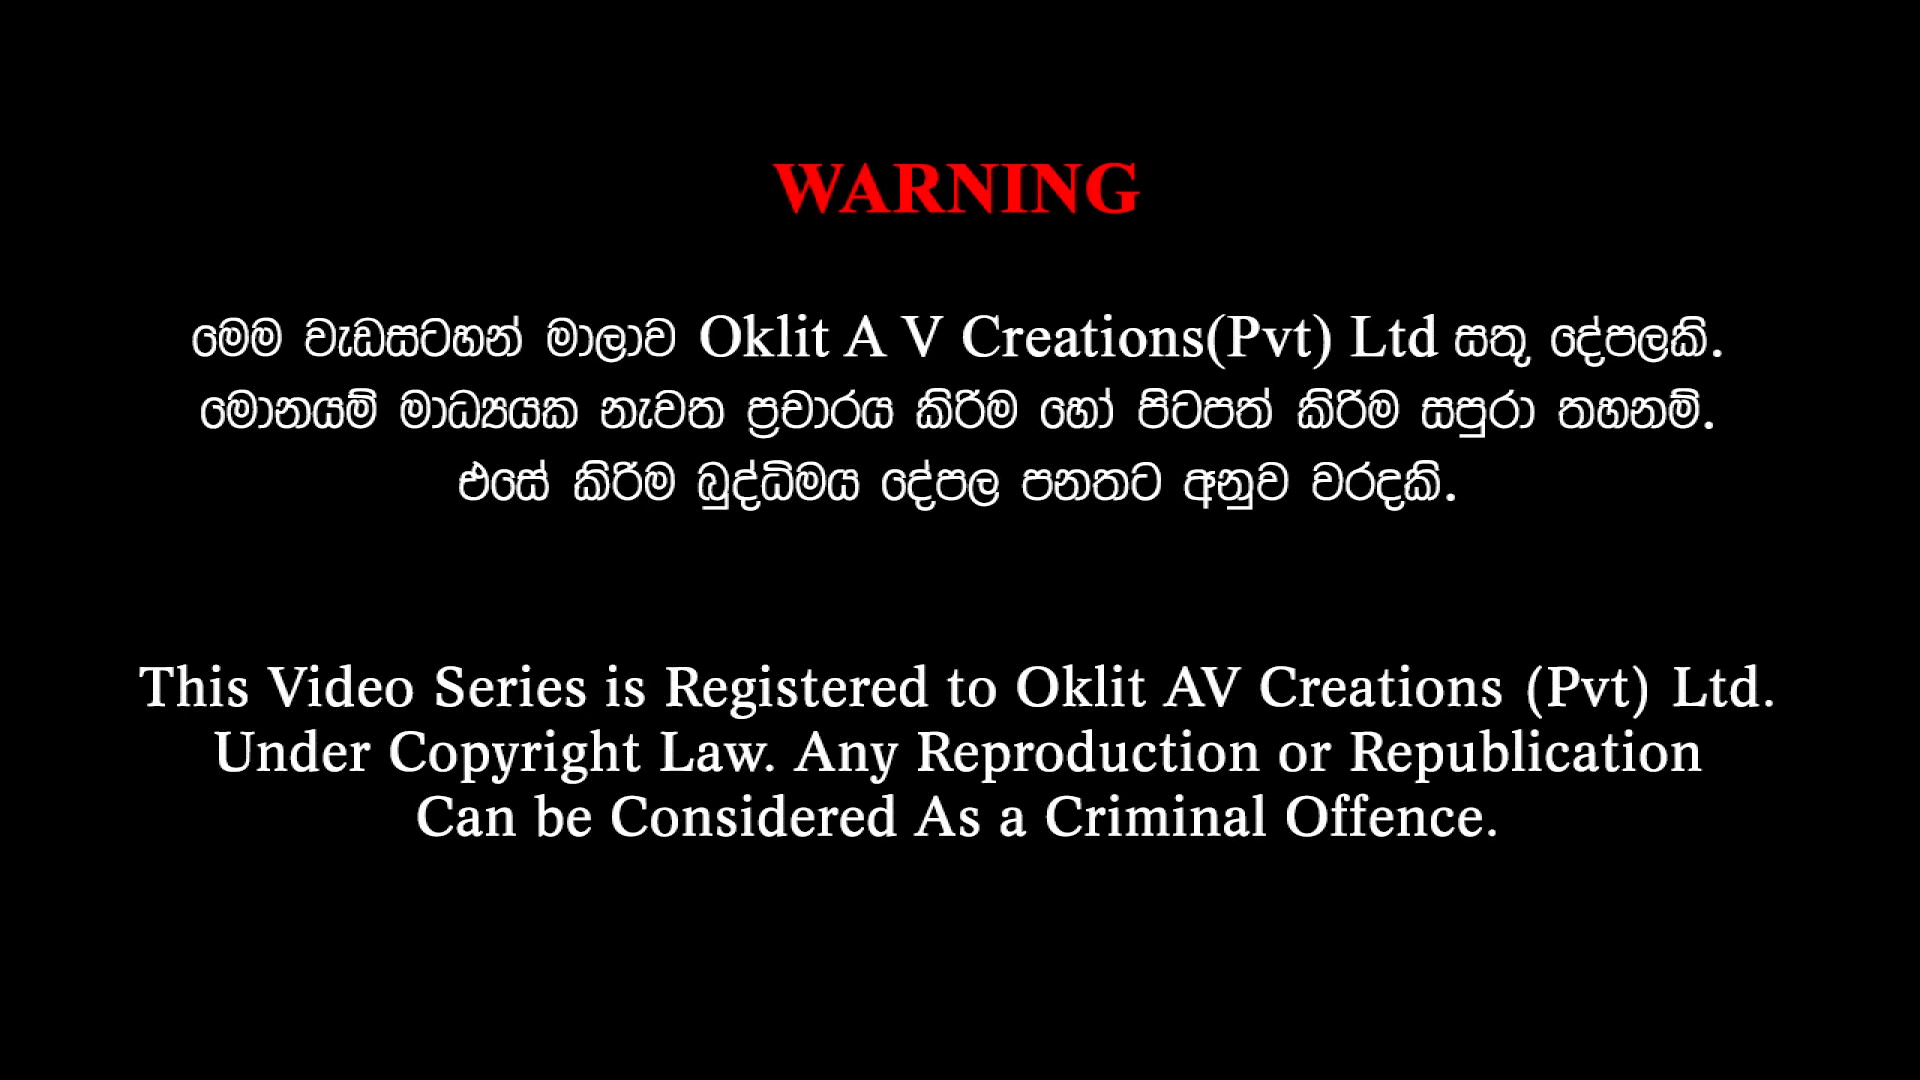 WARNING
මෙම වැඩසටහන් මාලාව Oklit A V Creations(Pvt) Ltd සතු දේපලකි.
මොනයම් මාධ්‍යයක නැවත ප්‍රචාරය කිරිම හෝ පිටපත් කිරිම සපුරා තහනම්.
එසේ කිරිම බුද්ධිමය දේපල පනතට අනුව වරදකි.
This Video Series is Registered to Oklit AV Creations (Pvt) Ltd.
Under Copyright Law. Any Reproduction or Republication
Can be Considered As a Criminal Offence.